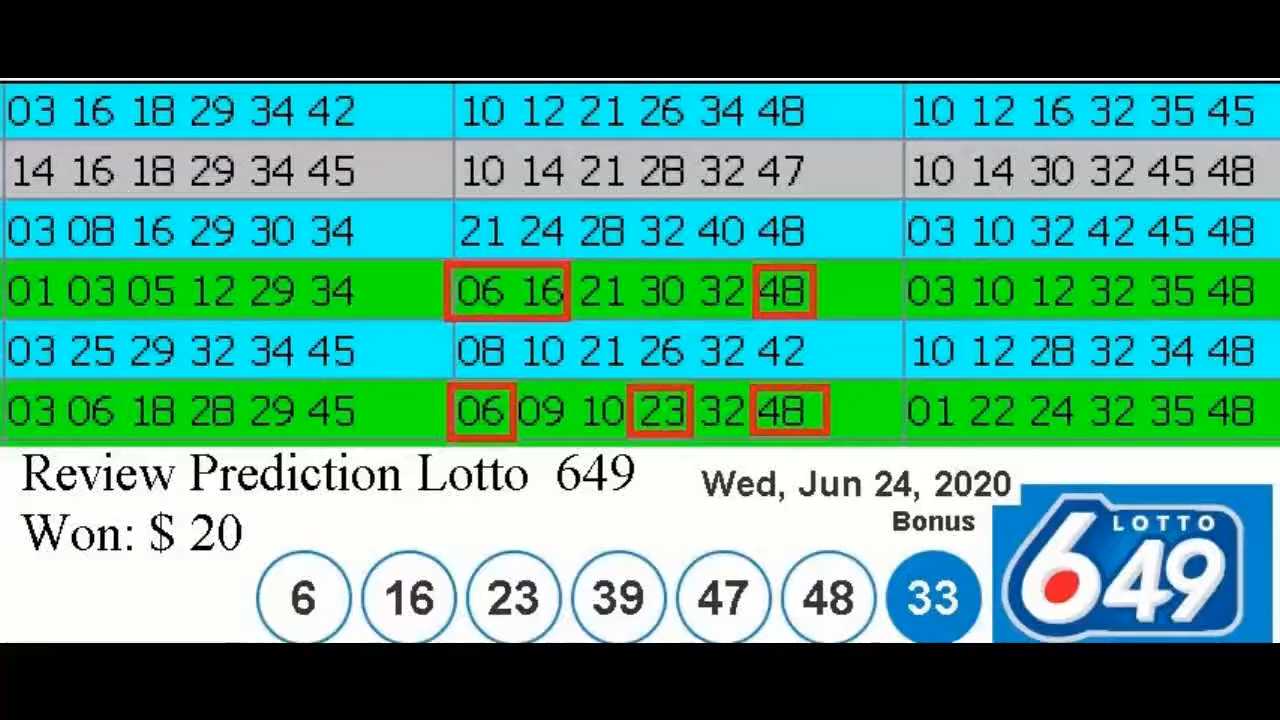 03 16 18 29 34 42 10 12 21 26 34 48 10 12 16 32 35 45
14 16 18 29 34 45 10 14 21 28 32 47 10 14 30 32 45 48
03 08 16 29 30 34 21 24 28 32 40 48 03 10 32 42 45 48
01 03 05 12 29 34 06 16 21 30 32 48 03 10 12 32 35 48
03 25 29 32 34 45 08 10 21 26 32 42 10 12 28 32 34 48
03 06 18 28 29 45 06 09 10 23 32 48 01 22 24 32 35 48
Review Prediction Lotto 649
Wed, Jun 24, 2020
Won: $ 20
Bonus
6 16 23 39 47 48 33
LOTTO
649